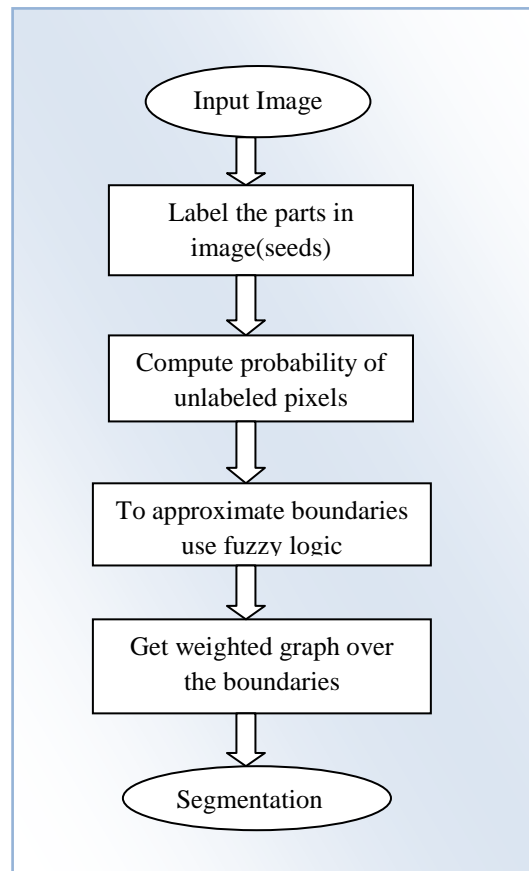 Input Image
Label the parts in
image(seeds)
Compute probability of
unlabeled pixels
To approximate boundaries
use fuzzy logic
Get weighted graph over
the boundaries
Segmentation